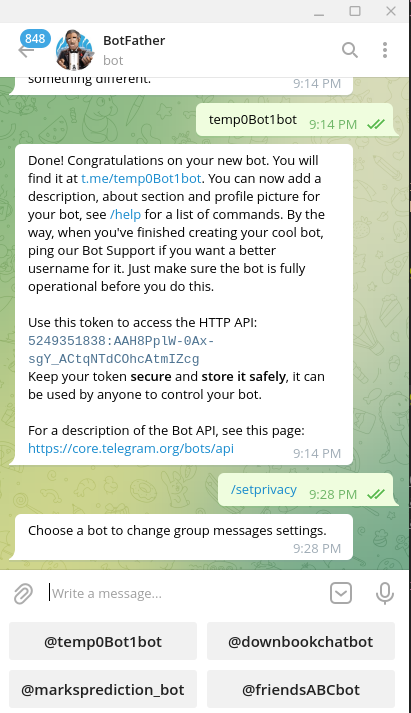 848
BotFather
bot
something different.
9:14 PM
temp0Bot1bot
9:14 PM
Done! Congratulations on your new bot. You will
find it at t.me/temp0Bot1bot. You can now add a
description, about section and profile picture for
your bot, see /help for a list of commands. By the
way, when you've finished creating your cool bot,
ping our Bot Support if you want a better
username for it. Just make sure the bot is fully
operational before you do this.
Use this token to access the HTTP API:
5249351838:AAH8PplW-0Ax-
sgY_ACtqNTdCOhcAtmIZcg
Keep your token secure and store it safely, it can
be used by anyone to control your bot.
For a description of the Bot API, see this page:
https://core.telegram.org/bots/api
9:14 PM
/setprivacy
9:28 PM
Choose a bot to change group messages settings.
9:28 PM
Write a message...
@temp0Bot1bot
@downbookchatbot
@marksprediction_bot
@friendsABCbot